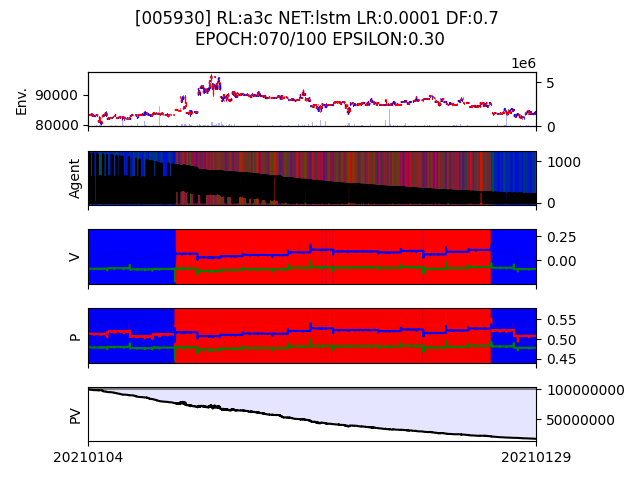 [005930] RL:a3c NET:lstm LR:0.0001 DF:0.7
EPOCH:070/100 EPSILON:0.30
1e6
Env.
90000
80000
5
0
Agent
1000
0
V
0.25
0.00
P
0.55
0.50
0.45
PV
100000000
50000000
20210104
20210129